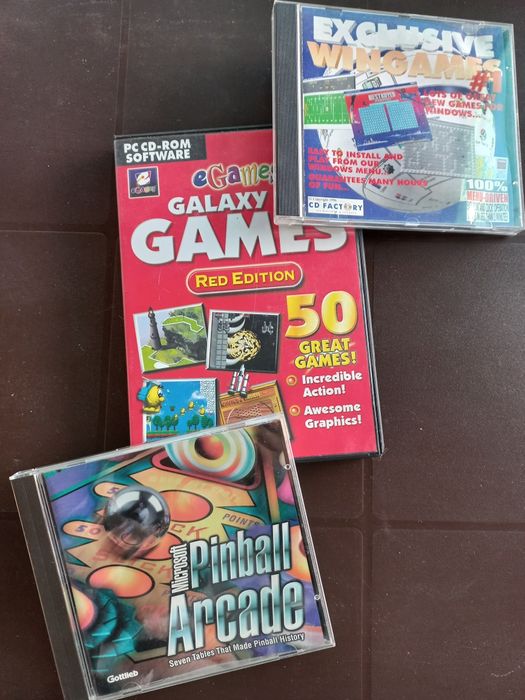 EXCLUSIVE
WINGAMES
#1
LOTS OF GREAT
NEW GAMES FOR
WINDOWS...
EASY TO INSTALL AND
PLAY FROM OUR
WINDOWS MENU...
GUARANTEES MANY HOURS
OF FUN...
CD FACTORY
100%
MENU-DRIVEN
PC CD-ROM
SOFTWARE
eGames
eGames
GALAXY
GAMES
RED EDITION
50
GREAT
GAMES!
Incredible
Action!
Awesome
Graphics!
50
POINTS
Microsoft
Pinball
Arcade
Seven Tables That Made Pinball History
Gottlieb